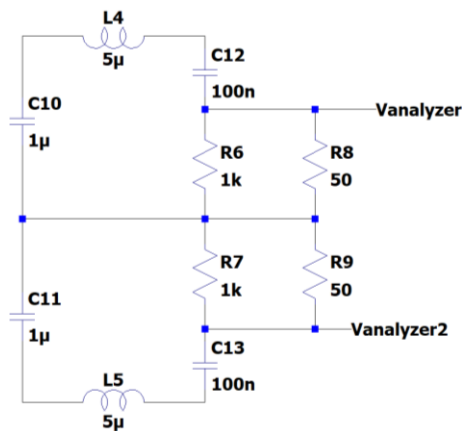 L4
5µ
C12
100n
Vanalyzer
C10
1µ
R6
1k
R8
50
R7
1k
R9
50
C11
1µ
Vanalyzer2
C13
100n
L5
5µ